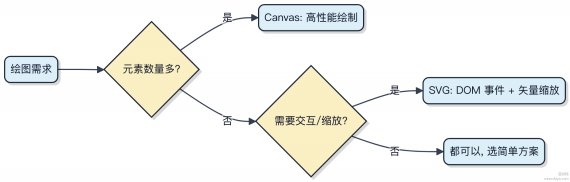 绘图需求
元素数量多?
是
Canvas: 高性能绘制
否
需要交互/缩放?
是
SVG: DOM 事件 + 矢量缩放
否
都可以, 选简单方案